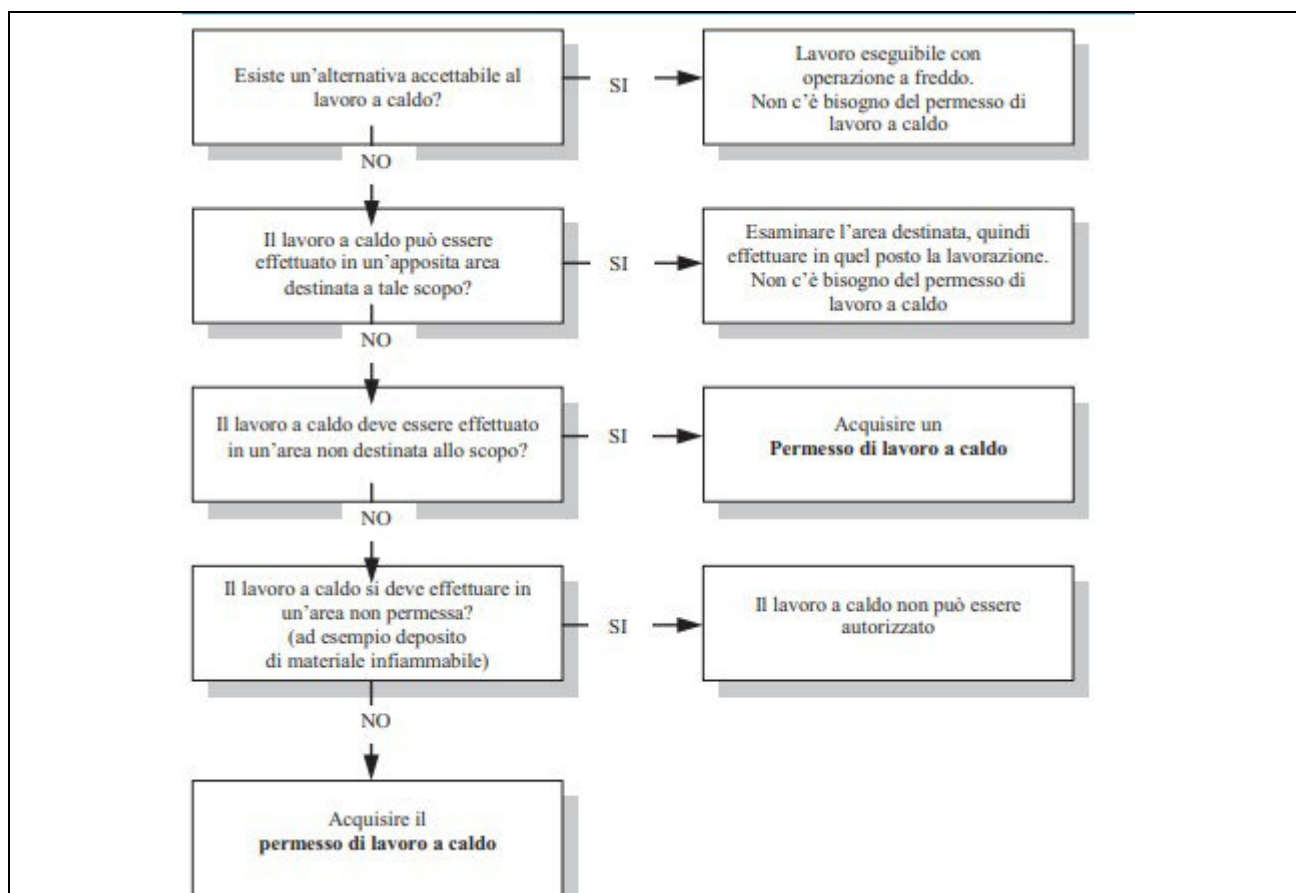 Esiste un'alternativa accettabile al
lavoro a caldo?
SI
Lavoro eseguibile con
operazione a freddo.
Non c'è bisogno del permesso di
lavoro a caldo
NO
Il lavoro a caldo può essere
effettuato in un'apposita area
destinata a tale scopo?
SI
Esaminare l'area destinata, quindi
effettuare in quel posto la lavorazione.
Non c'è bisogno del permesso di
lavoro a caldo
NO
Il lavoro a caldo deve essere effettuato
in un'area non destinata allo scopo?
SI
Acquisire un
Permesso di lavoro a caldo
NO
Il lavoro a caldo si deve effettuare in
un'area non permessa?
(ad esempio deposito
di materiale infiammabile)
SI
Il lavoro a caldo non può essere
autorizzato
NO
Acquisire il
permesso di lavoro a caldo